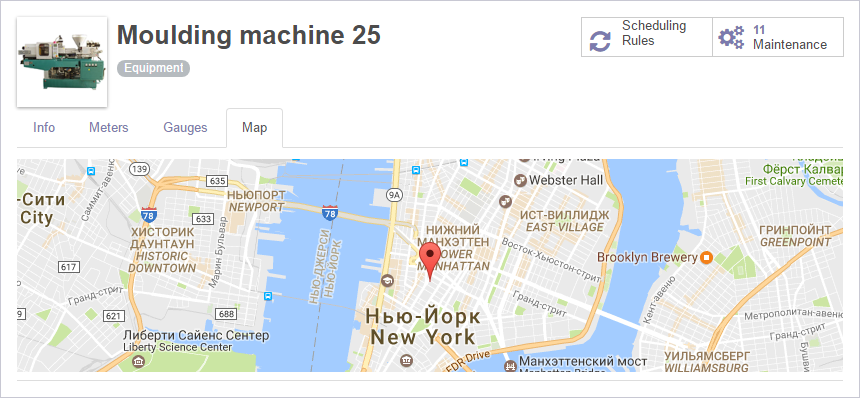 Moulding machine 25
Equipment
Scheduling
Rules
11
Maintenance
Info
Meters
Gauges
Map
-Сити
City
139
Саммит-авеню
635
НЬЮПОРТ
NEWPORT
633
78
ХИСТОРИК
ДАУНТАУН
HISTORIC
DOWNTOWN
Марин Бульвар
617
Гранд-стрит
621
688
Либерти Сайенс Сентер
Liberty Science Center
78
НЬЮ-ДЖЕРСИ
НЬЮ-ЙОРК
9A
Webster Hall
НИЖНИЙ
МАНХЭТТЕН
LOWER
MANHATTAN
ИСТ-ВИЛЛИДЖ
EAST VILLAGE
Восток-Хьюстон-стрит
Гранд-стрит
Нью-Йорк
New York
FDR Drive
Манхэттенский мост
Manhattan Bridge
Brooklyn Brewery
Фёрст Калвар
First Calvary Cemete
ГРИНПОЙНТ
GREENPOINT
Кент-авеню
Метрополитан-авеню
Гранд-стрит
УИЛЬЯМСБЕРГ
WILLIAMSBURG